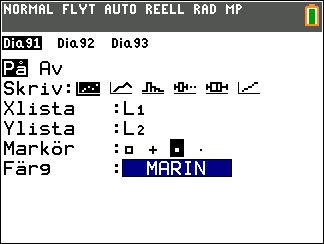 NORMAL FLYT AUTO REELL RAD MP
Dia91 Dia92 Dia93
På Av
Skriv:
Xlista :L1
Ylista :L2
Markör :
Färg : MARIN